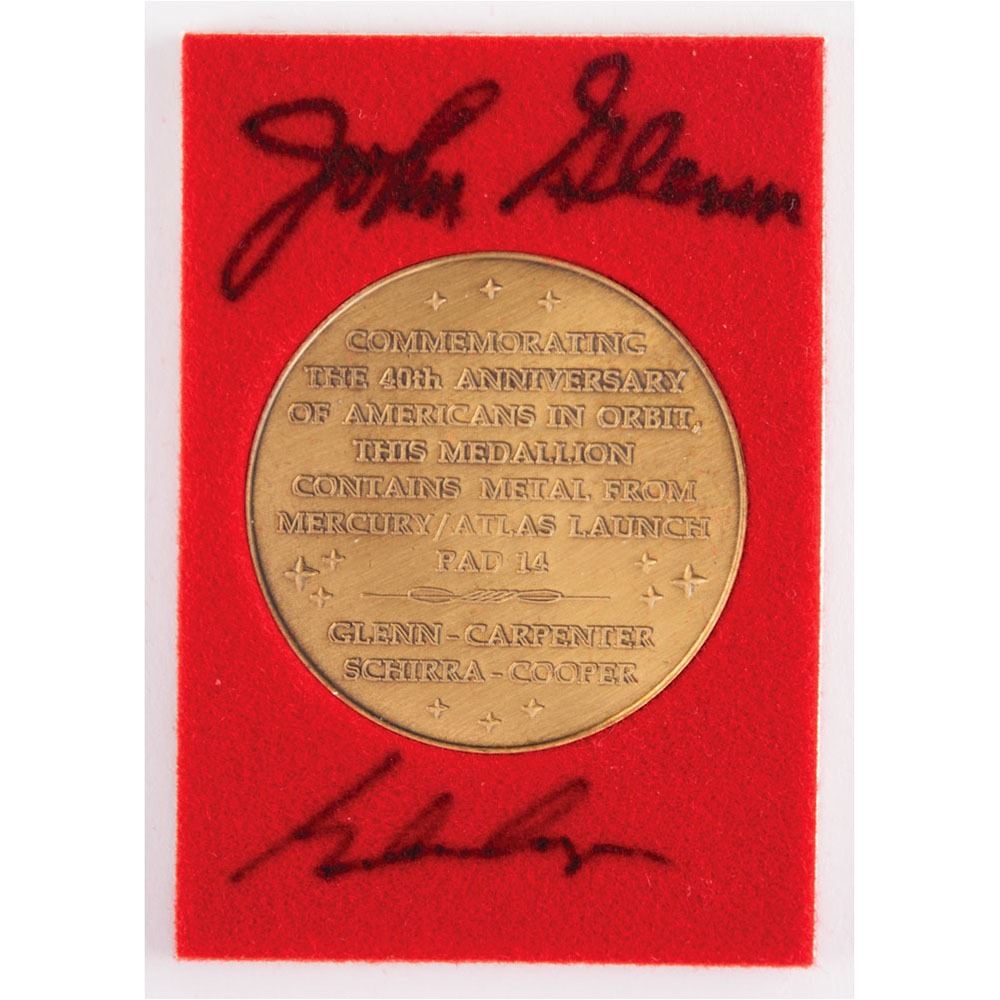 John Glenn
COMMEMORATING
THE 40th ANNIVERSARY
OF AMERICANS IN ORBIT,
THIS MEDALLION
CONTAINS METAL FROM
MERCURY/ATLAS LAUNCH
PAD 14
GLENN - CARPENTER
SCHIRRA - COOPER